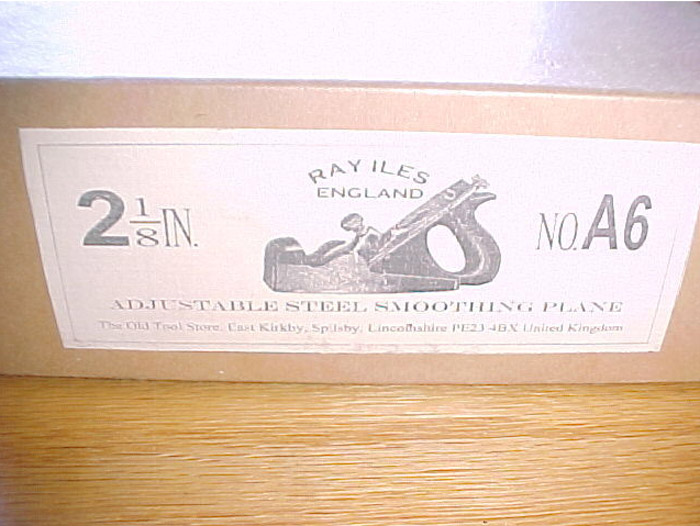 RAY ILES
ENGLAND
2 1/8 IN.
NO. A6
ADJUSTABLE STEEL SMOOTHING PLANE
The Old Tool Store, East Kirkby, Spilsby, Lincolnshire PE23 4BX United Kingdom